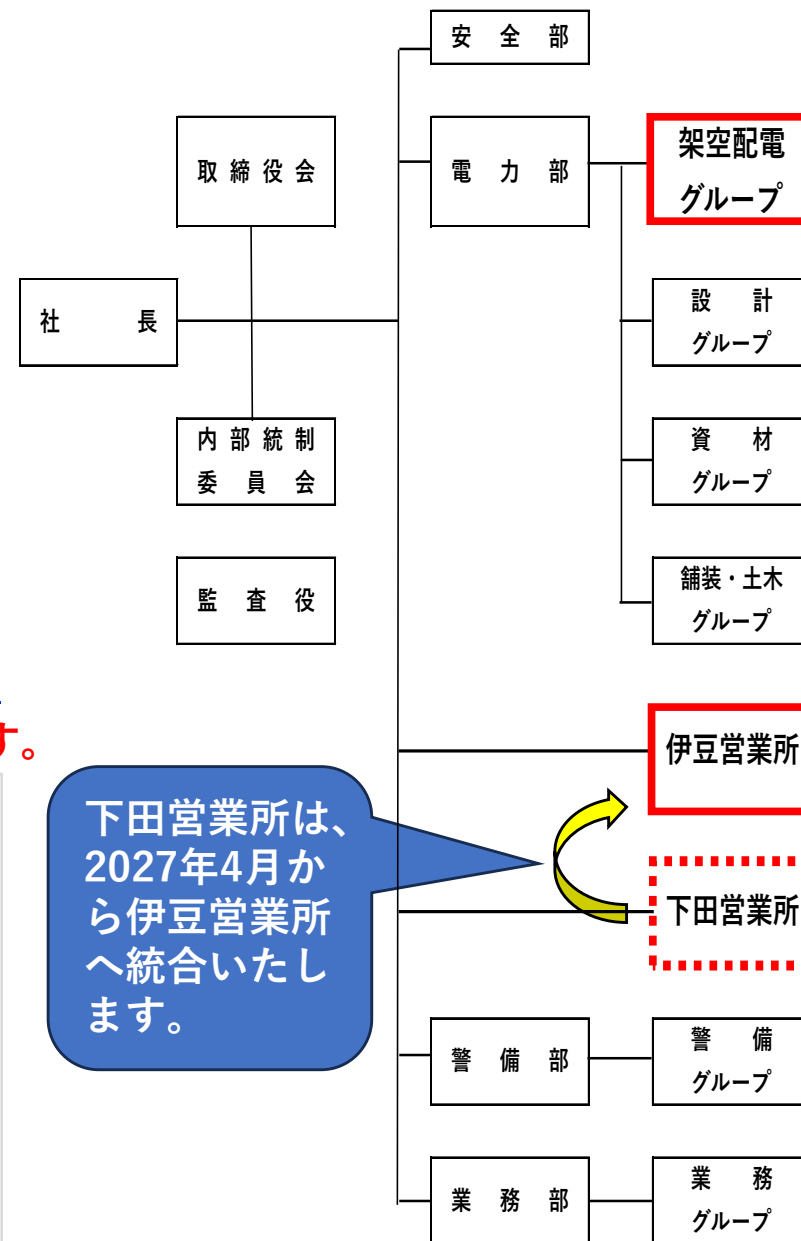 安全部
取締役会
電力部
架空配電
グループ
社長
設計
グループ
内部統制
委員会
資材
グループ
監査役
舗装・土木
グループ
す。
伊豆営業所
下田営業所は、
2027年4月か
ら伊豆営業所
へ統合いたし
ます。
下田営業所
警備部
警備
グループ
業務部
業務
グループ